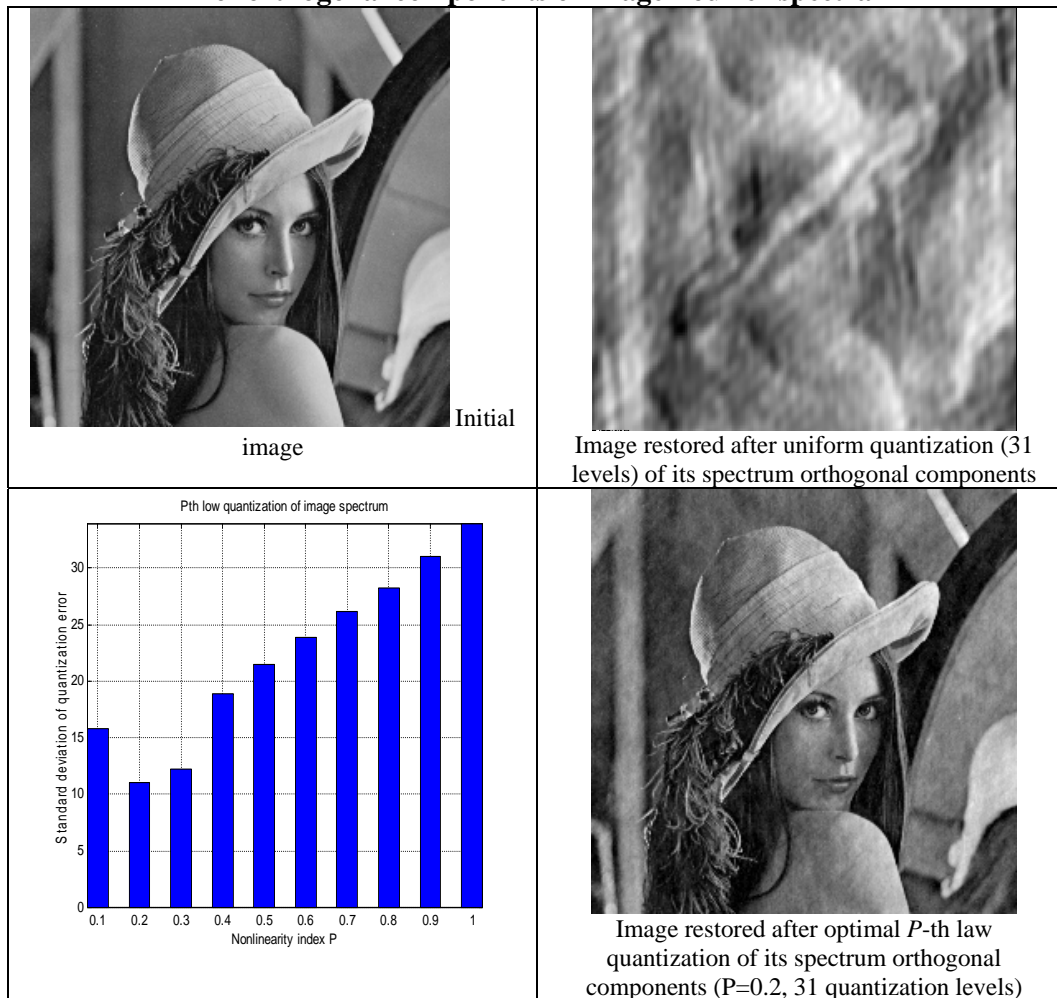 Initial
image
Image restored after uniform quantization (31
levels) of its spectrum orthogonal components
Pth low quantization of image spectrum
Standard deviation of quantization error
30
25
20
15
10
5
0
0.1 0.2 0.3 0.4 0.5 0.6 0.7 0.8 0.9 1
Nonlinearity index P
Image restored after optimal P-th law
quantization of its spectrum orthogonal
components (P=0.2, 31 quantization levels)